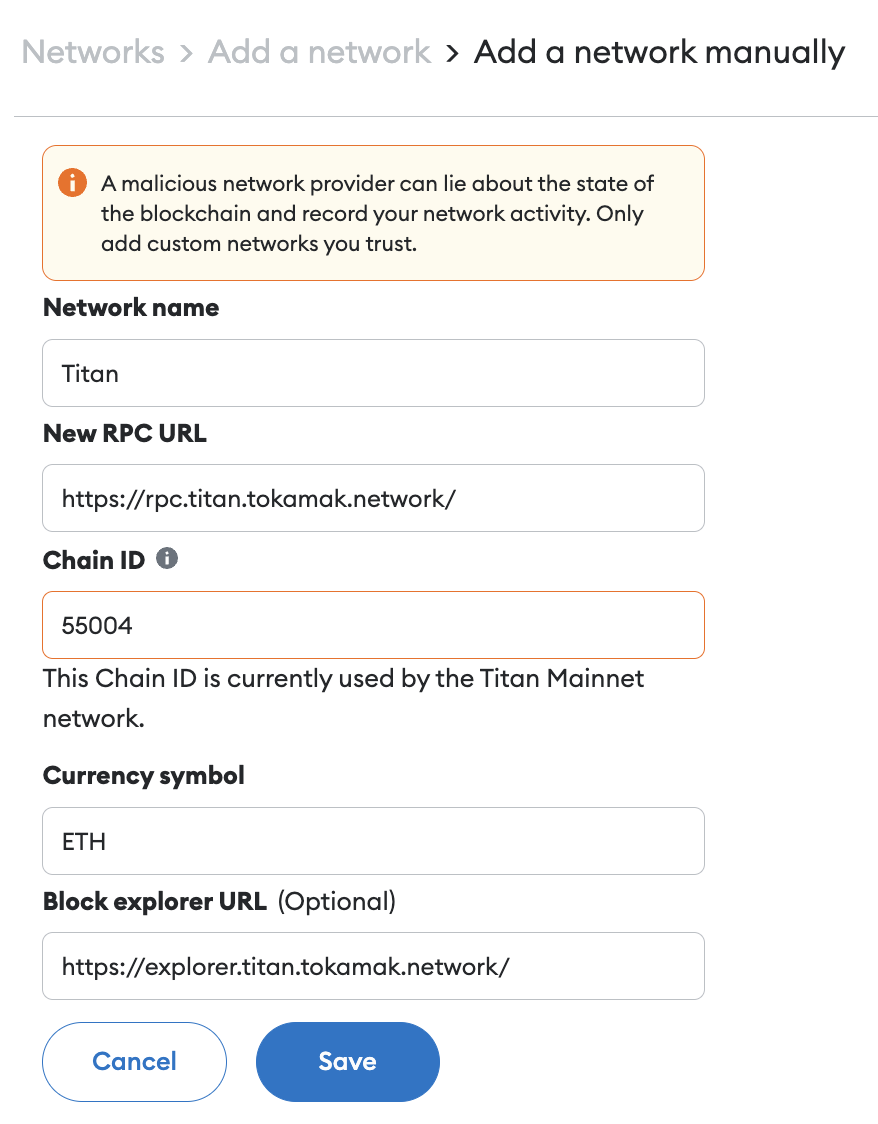 Networks > Add a network > Add a network manually
A malicious network provider can lie about the state of
the blockchain and record your network activity. Only
add custom networks you trust.
Network name
Titan
New RPC URL
https://rpc.titan.tokamak.network/
Chain ID
55004
This Chain ID is currently used by the Titan Mainnet
network.
Currency symbol
ETH
Block explorer URL (Optional)
https://explorer.titan.tokamak.network/
Cancel Save